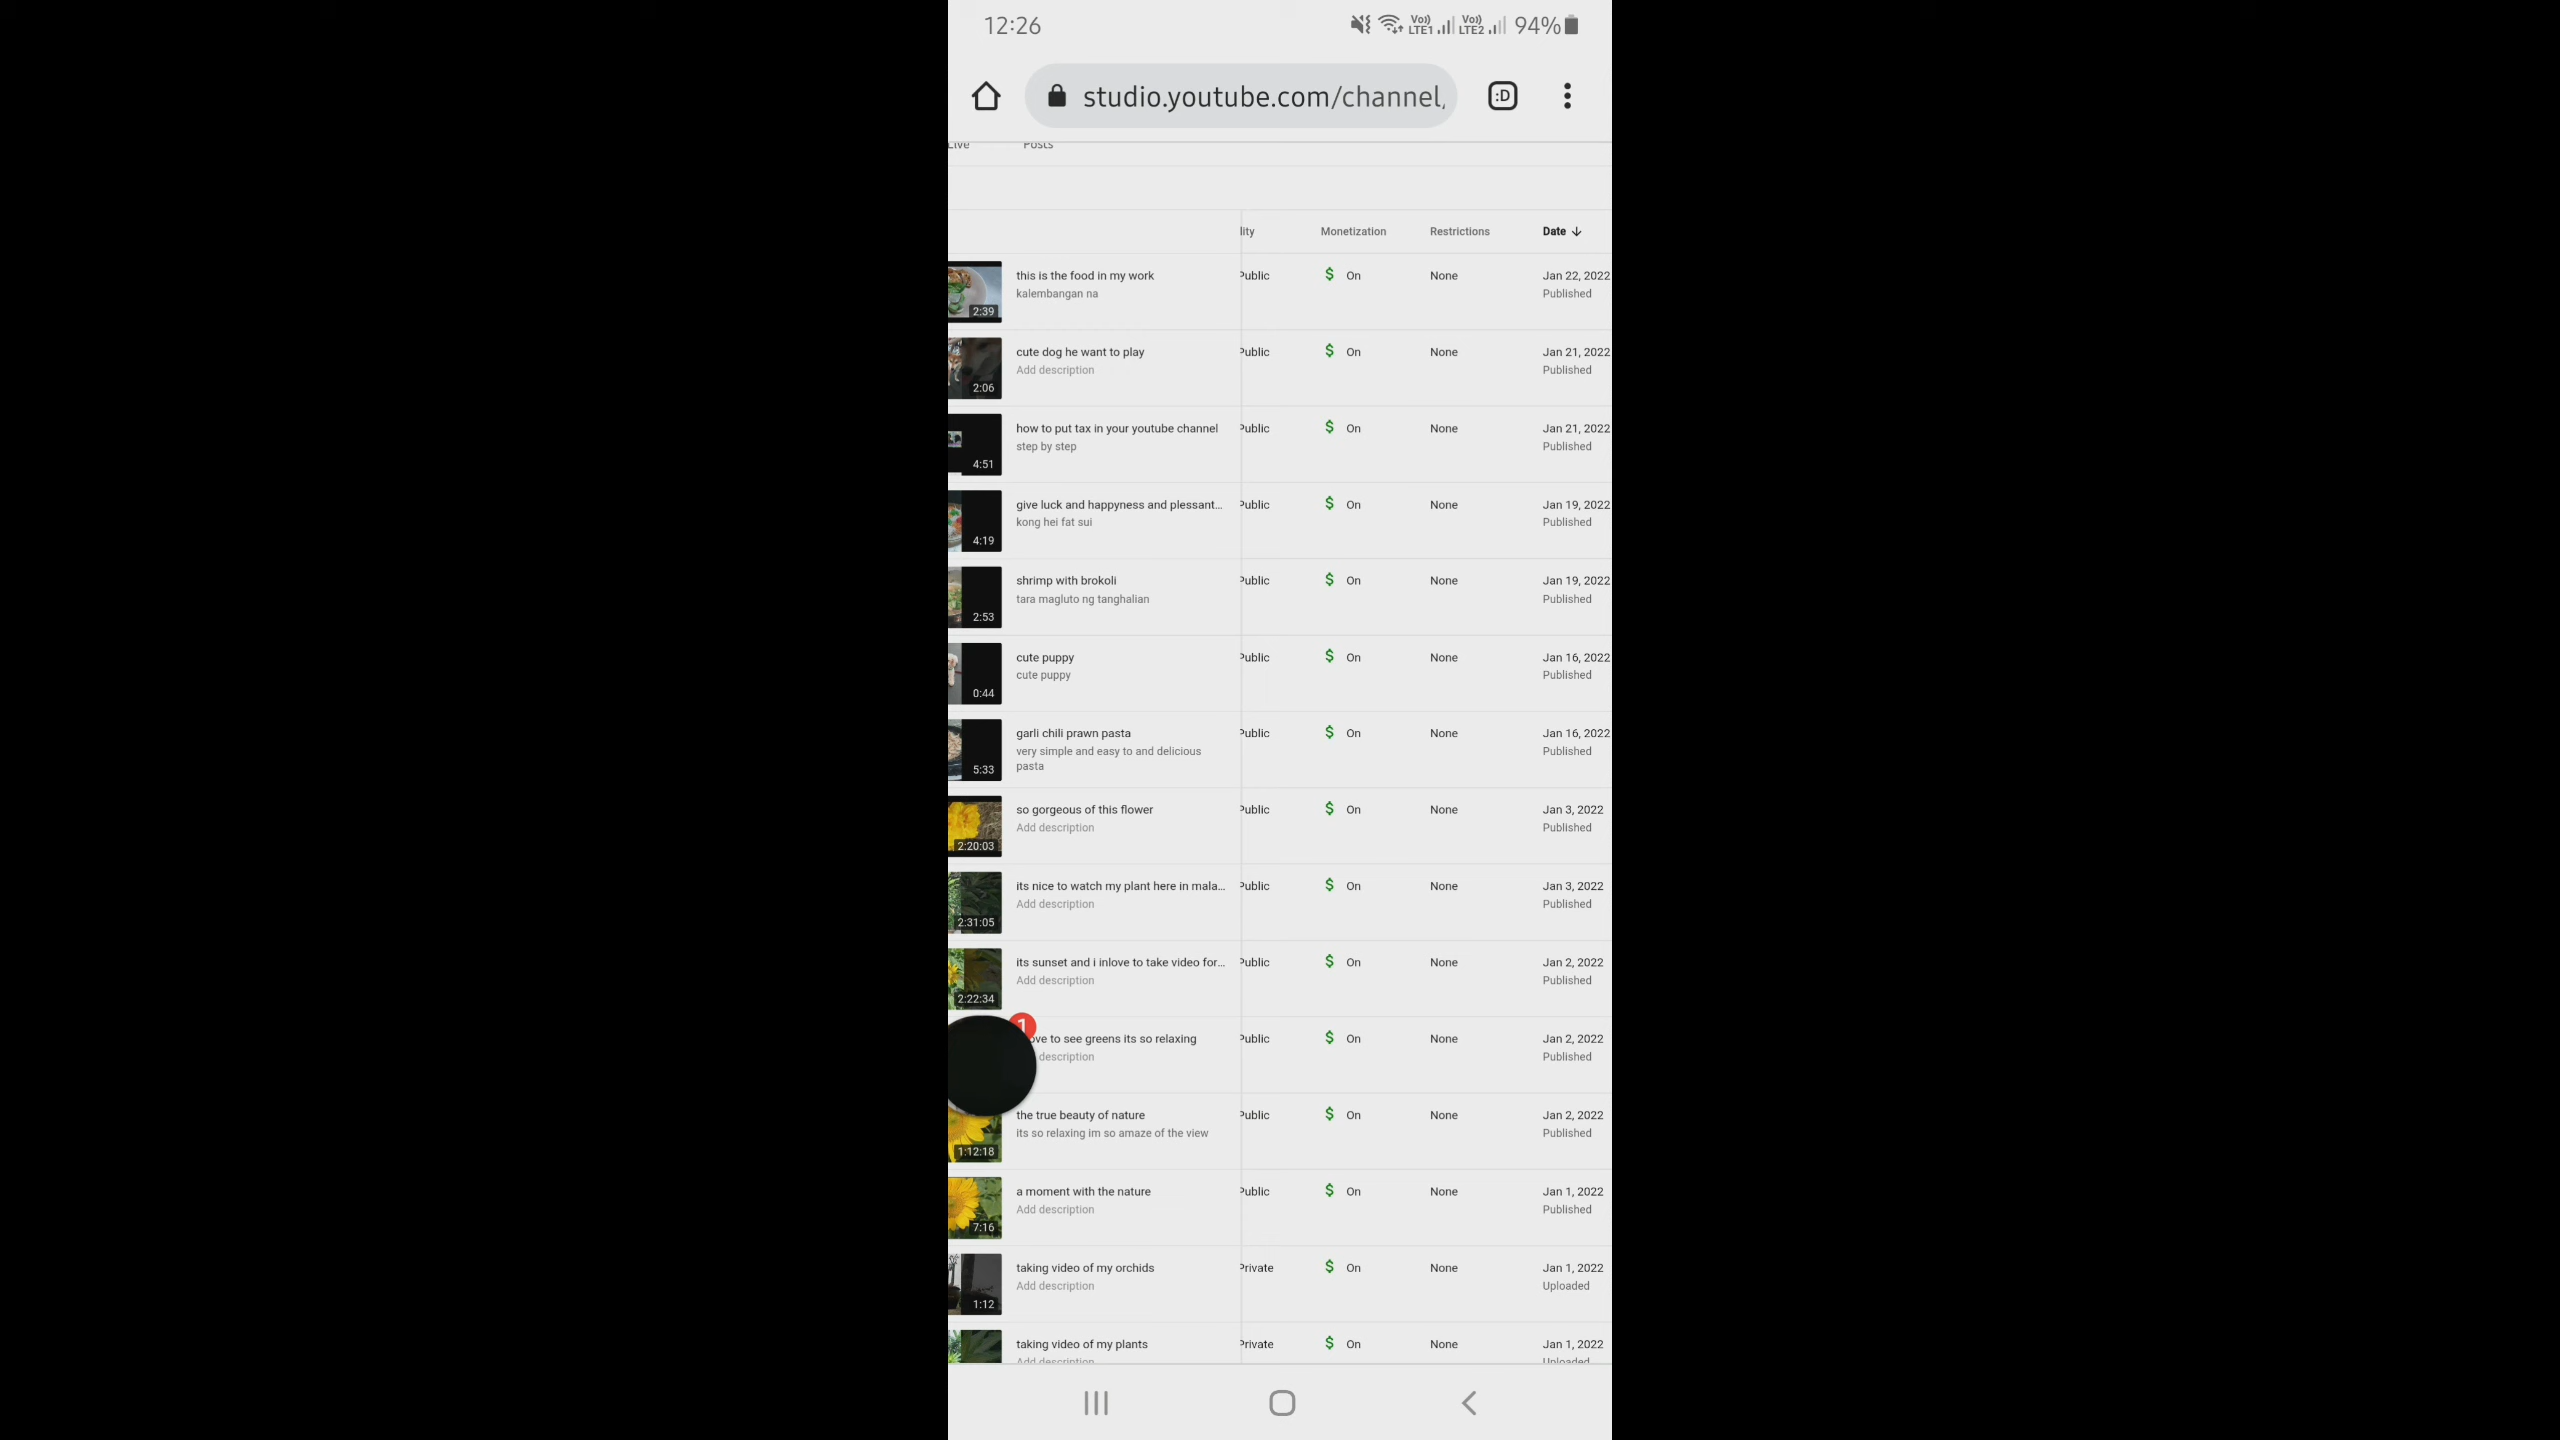 12:26 Vo) LTE1 Vo) LTE2 94%
studio.youtube.com/channel,
:D
Live Posts
lity Monetization Restrictions Date
this is the food in my work Public $ On None Jan 22, 2022
kalembangan na Published
2:39
cute dog he want to play Public $ On None Jan 21, 2022
Add description Published
2:06
how to put tax in your youtube channel Public $ On None Jan 21, 2022
step by step Published
4:51
give luck and happyness and plessant... Public $ On None Jan 19, 2022
kong hei fat sui Published
4:19
shrimp with brokoli Public $ On None Jan 19, 2022
tara magluto ng tanghalian Published
2:53
cute puppy Public $ On None Jan 16, 2022
cute puppy Published
0:44
garli chili prawn pasta Public $ On None Jan 16, 2022
very simple and easy to and delicious Published
pasta
5:33
so gorgeous of this flower Public $ On None Jan 3, 2022
Add description Published
2:20:03
its nice to watch my plant here in mala... Public $ On None Jan 3, 2022
Add description Published
2:31:05
its sunset and i inlove to take video for... Public $ On None Jan 2, 2022
Add description Published
2:22:34
1
ove to see greens its so relaxing Public $ On None Jan 2, 2022
description Published
the true beauty of nature Public $ On None Jan 2, 2022
its so relaxing im so amaze of the view Published
1:12:18
a moment with the nature Public $ On None Jan 1, 2022
Add description Published
7:16
taking video of my orchids Private $ On None Jan 1, 2022
Add description Uploaded
1:12
taking video of my plants Private $ On None Jan 1, 2022
Add description Uploaded